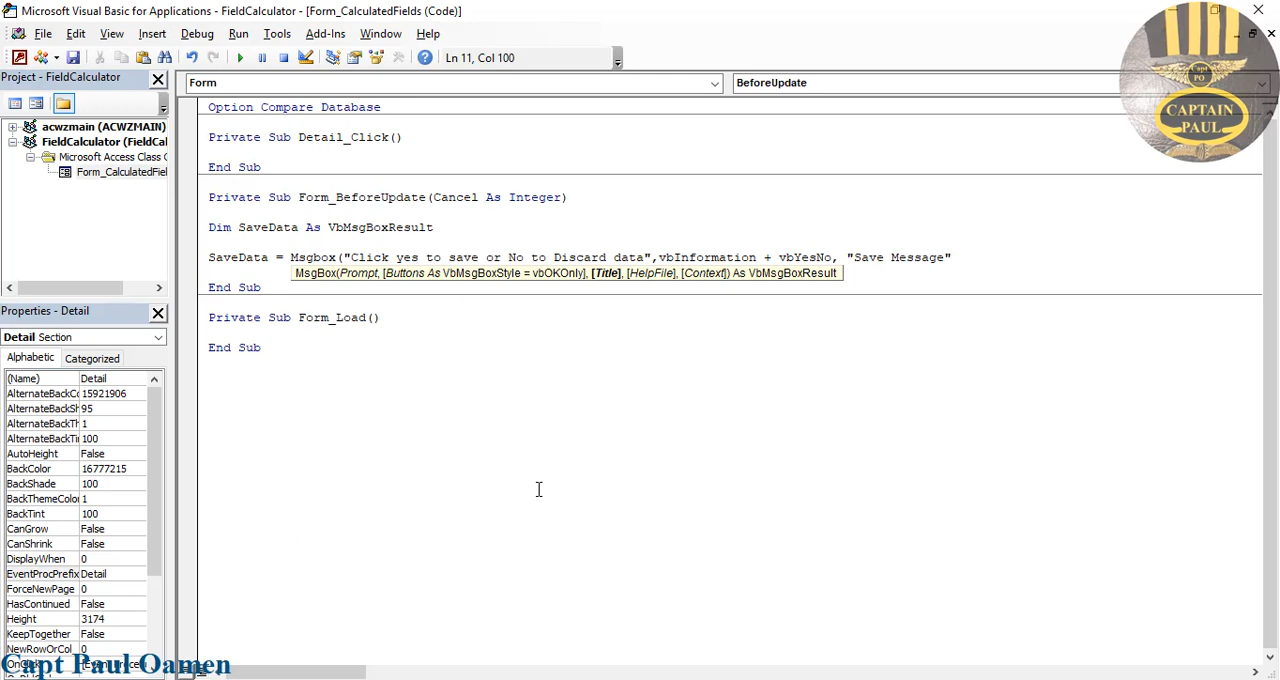 Microsoft Visual Basic for Applications - FieldCalculator - [Form_CalculatedFields (Code)]
File Edit View Insert Debug Run Tools Add-Ins Window Help
Ln 11, Col 100
Project - FieldCalculator
Form
BeforeUpdate
Capt
PO
CAPTAIN
PAUL
acwzmain (ACWZMAIN)
FieldCalculator (FieldCal
Microsoft Access Class C
Form_CalculatedFiel
Option Compare Database
Private Sub Detail_Click()
End Sub
Private Sub Form_BeforeUpdate(Cancel As Integer)
Dim SaveData As VbMsgBoxResult
SaveData = Msgbox("Click yes to save or No to Discard data",vbInformation + vbYesNo, "Save Message"
MsgBox(Prompt, [Buttons As VbMsgBoxStyle = vbOKOnly], [Title], [HelpFile], [Context]) As VbMsgBoxResult
End Sub
Private Sub Form_Load()
End Sub
Properties - Detail
Detail Section
Alphabetic Categorized
(Name) Detail
AlternateBackCo 15921906
AlternateBackSh 95
AlternateBackTh 1
AlternateBackTin 100
AutoHeight False
BackColor 16777215
BackShade 100
BackThemeColor 1
BackTint 100
CanGrow False
CanShrink False
DisplayWhen 0
EventProcPrefix Detail
ForceNewPage 0
HasContinued False
Height 3174
KeepTogether False
NewRowOrCol 0
Capt Paul Oamen